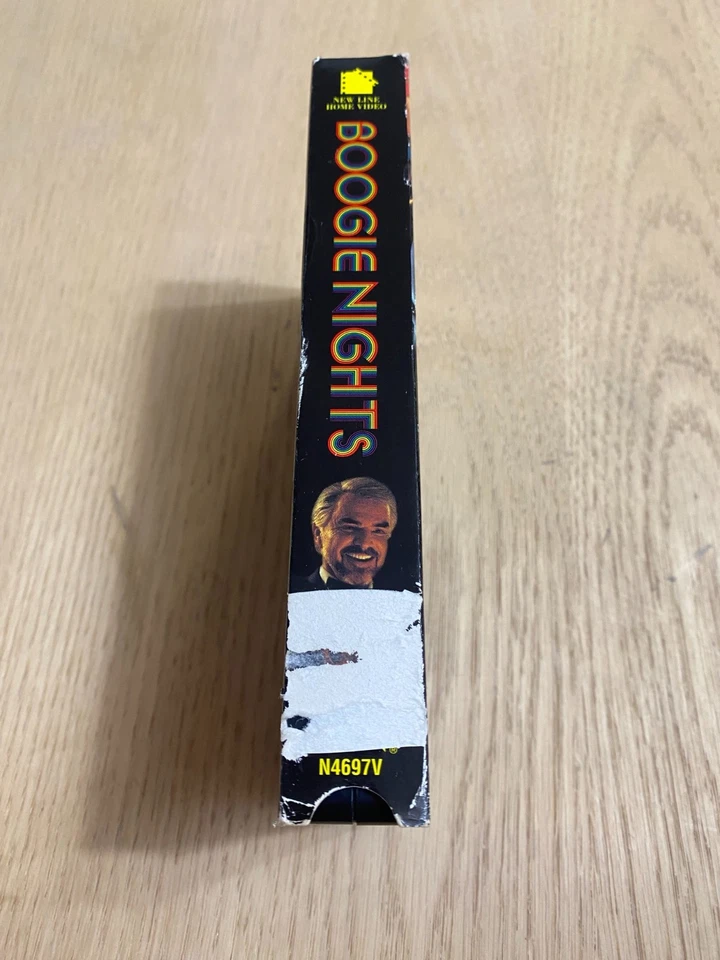 NEW LINE
HOME VIDEO
BOOGIE NIGHTS
®
N4697V